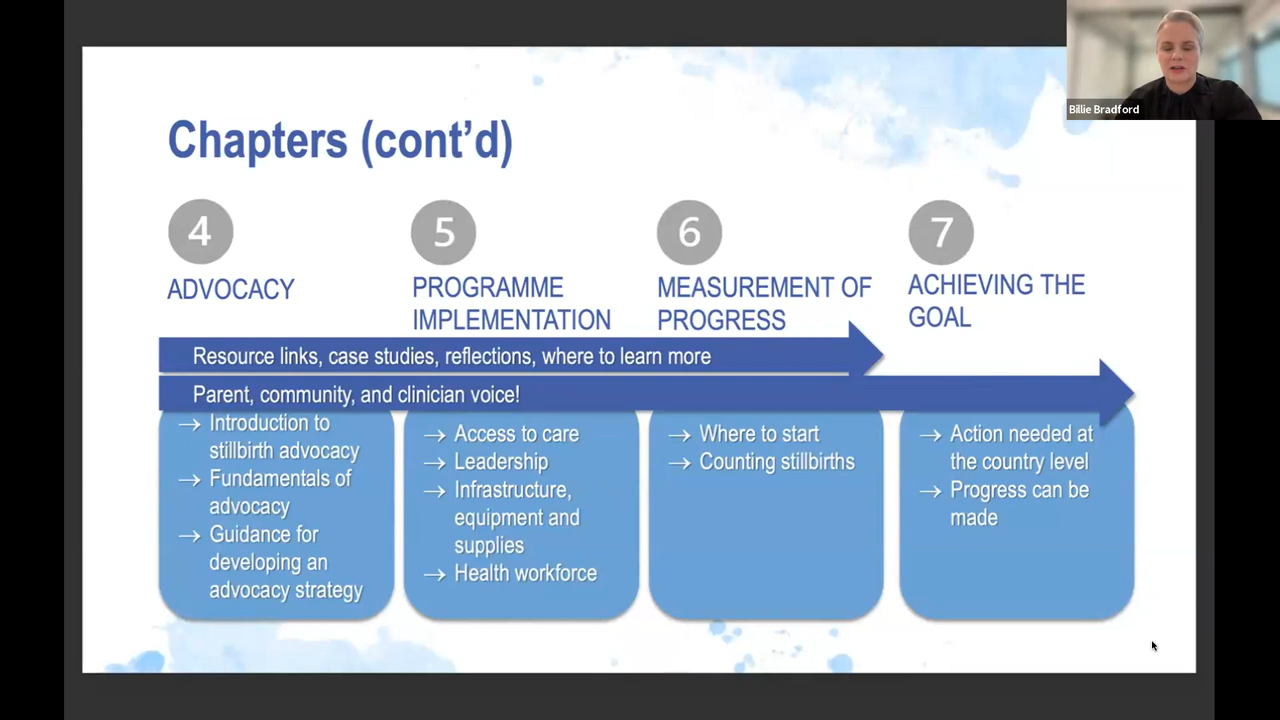 Billie Bradford
Chapters (cont’d)
4
ADVOCACY
5
PROGRAMME
IMPLEMENTATION
6
MEASUREMENT OF
PROGRESS
7
ACHIEVING THE
GOAL
Resource links, case studies, reflections, where to learn more
Parent, community, and clinician voice!
→ Introduction to
stillbirth advocacy
→ Fundamentals of
advocacy
→ Guidance for
developing an
advocacy strategy
→ Access to care
→ Leadership
→ Infrastructure,
equipment and
supplies
→ Health workforce
→ Where to start
→ Counting stillbirths
→ Action needed at
the country level
→ Progress can be
made